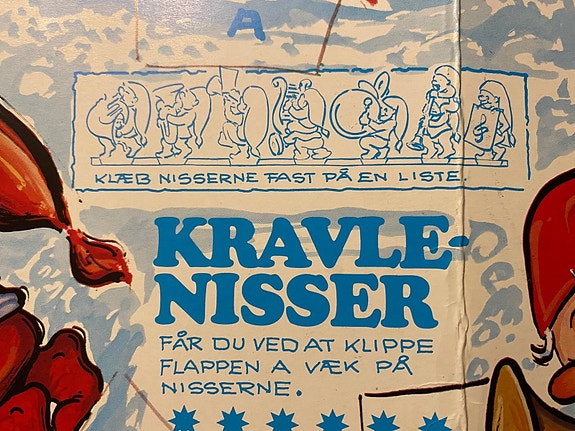 A
KLÆB NISSERNE FAST PÅ EN LISTE.
KRAVLE-
NISSER
FÅR DU VED AT KLIPPE
FLAPPEN A VÆK PÅ
NISSERNE.